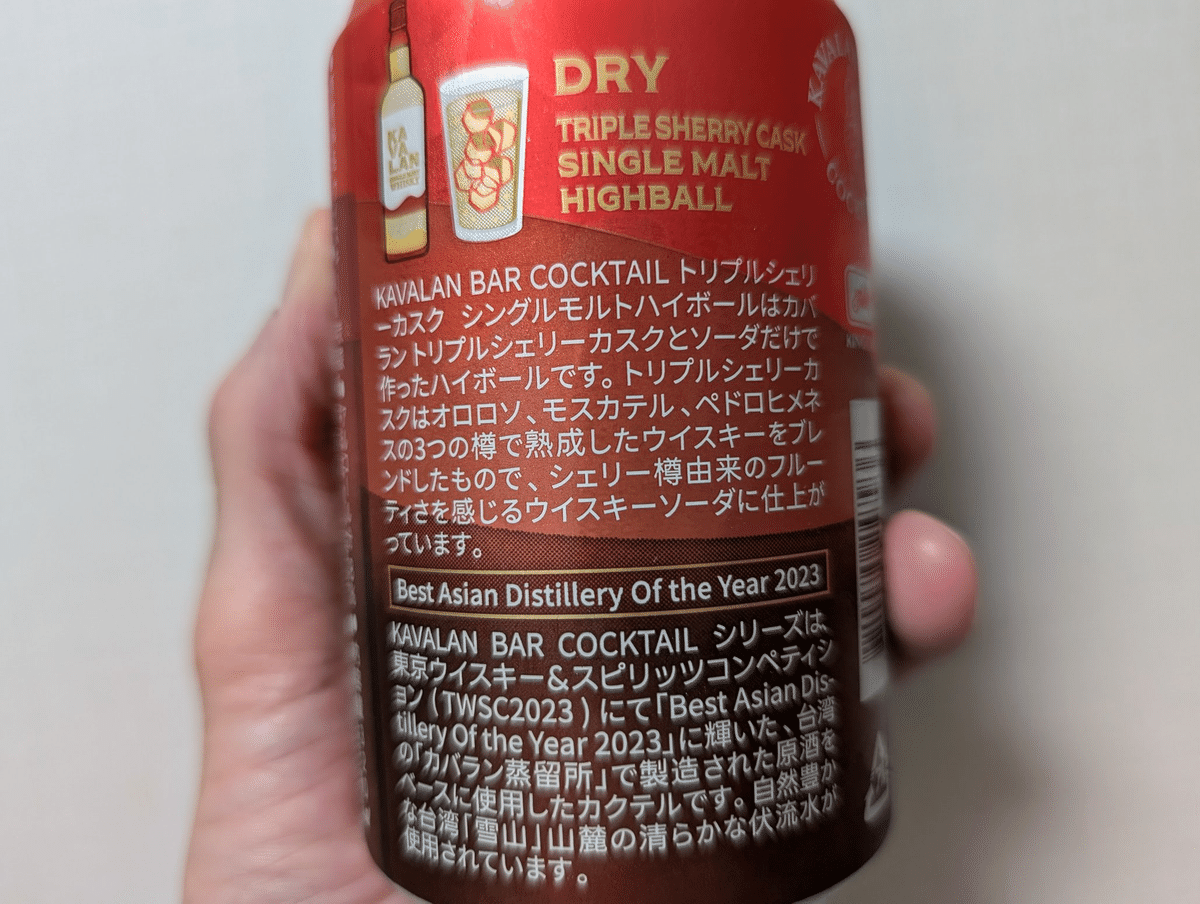 KA
VA
LAN
WHISKY
DRY
TRIPLE SHERRY CASK
SINGLE MALT
HIGHBALL
KAVALAN BAR COCKTAIL トリプルシェリ
ーカスク シングルモルトハイボールはカバ
ラントリプルシェリーカスクとソーダだけで
作ったハイボールです。トリプルシェリーカ
スクはオロロソ、モスカテル、ペドロヒメネ
スの3つの樽で熟成したウイスキーをブレ
ンドしたもので、シェリー樽由来のフルー
ティさを感じるウイスキーソーダに仕上が
っています。
Best Asian Distillery Of the Year 2023
KAVALAN BAR COCKTAIL シリーズは、
東京ウイスキー&スピリッツコンペティシ
ョン(TWSC2023)にて「Best Asian Dis-
tillery Of the Year 2023」に輝いた、台湾
の「カバラン蒸留所」で製造された原酒を
ベースに使用したカクテルです。自然豊か
な台湾「雪山」山麓の清らかな伏流水が
使用されています。